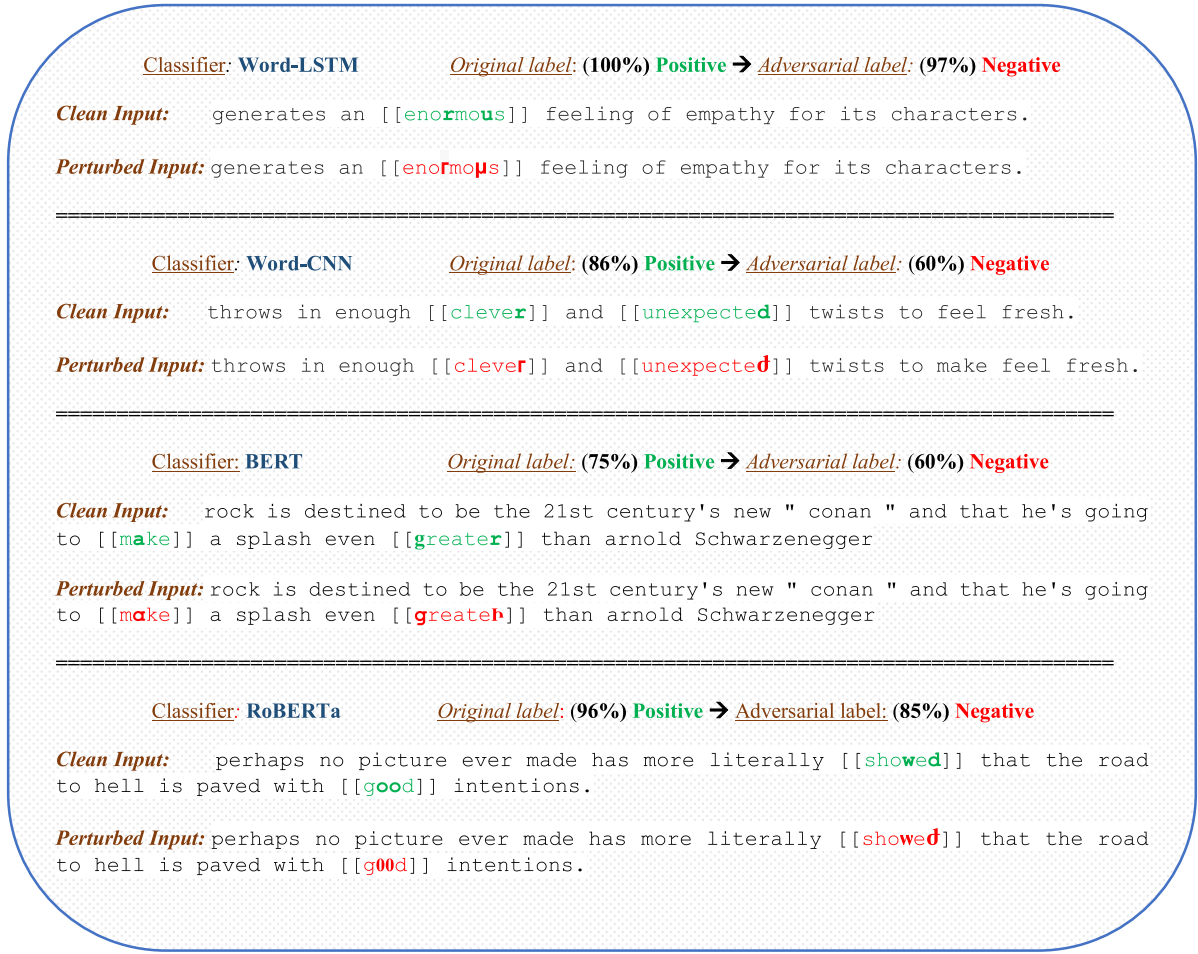 Classifier: Word-LSTM Original label: (100%) Positive → Adversarial label: (97%) Negative
Clean Input: generates an [[enormous]] feeling of empathy for its characters.
Perturbed Input: generates an [[enoґmoµs]] feeling of empathy for its characters.
==========================================================================================
Classifier: Word-CNN Original label: (86%) Positive → Adversarial label: (60%) Negative
Clean Input: throws in enough [[clever]] and [[unexpected]] twists to feel fresh.
Perturbed Input: throws in enough [[cleveґ]] and [[unexpecteժ]] twists to make feel fresh.
==========================================================================================
Classifier: BERT Original label: (75%) Positive → Adversarial label: (60%) Negative
Clean Input: rock is destined to be the 21st century's new " conan " and that he's going
to [[make]] a splash even [[greater]] than arnold Schwarzenegger
Perturbed Input: rock is destined to be the 21st century's new " conan " and that he's going
to [[mɑke]] a splash even [[greateһ]] than arnold Schwarzenegger
==========================================================================================
Classifier: RoBERTa Original label: (96%) Positive → Adversarial label: (85%) Negative
Clean Input: perhaps no picture ever made has more literally [[showed]] that the road
to hell is paved with [[good]] intentions.
Perturbed Input: perhaps no picture ever made has more literally [[showeժ]] that the road
to hell is paved with [[g00d]] intentions.